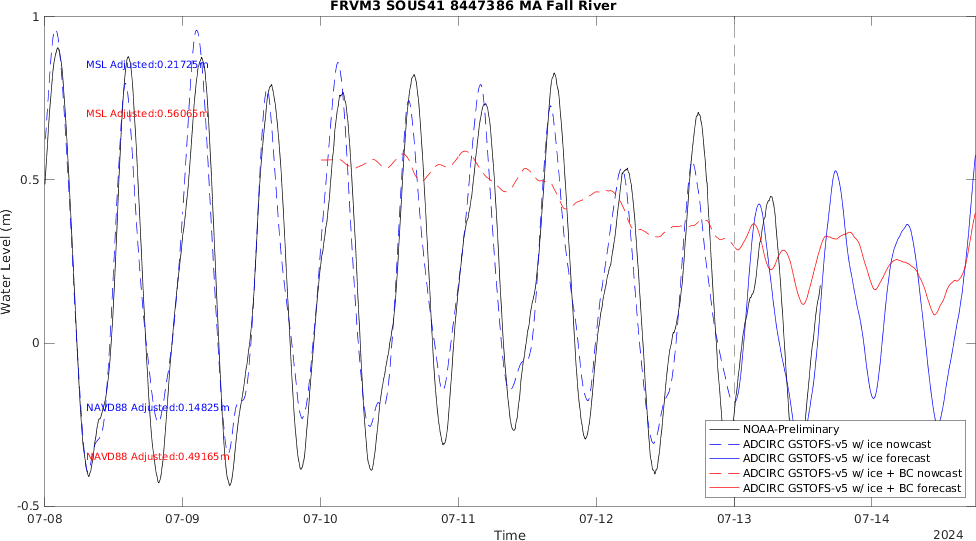 FRVM3 SOUS41 8447386 MA Fall River
Water Level (m)
1
0.5
0
-0.5
MSL Adjusted:0.21725m
MSL Adjusted:0.56065m
NAVD88 Adjusted:0.14825m
NAVD88 Adjusted:0.49165m
NOAA-Preliminary
ADCIRC GSTOFS-v5 w/ ice nowcast
ADCIRC GSTOFS-v5 w/ ice forecast
ADCIRC GSTOFS-v5 w/ ice + BC nowcast
ADCIRC GSTOFS-v5 w/ ice + BC forecast
07-08 07-09 07-10 07-11 07-12 07-13 07-14
Time
2024